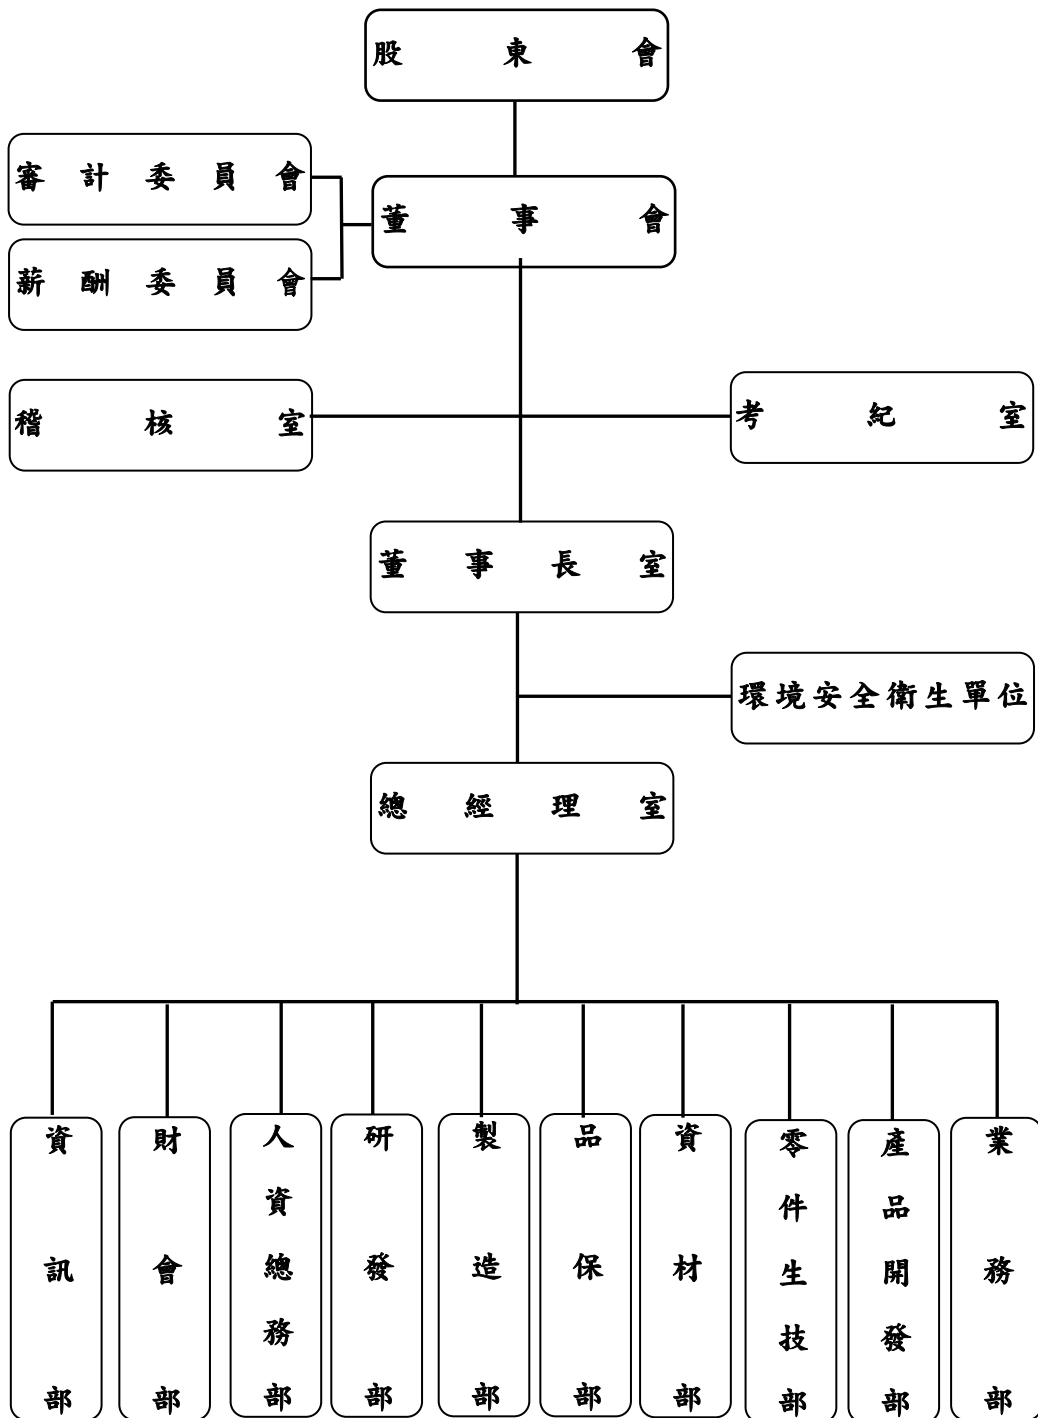 股東會
審計委員會
董事會
薪酬委員會
稽核室
考紀室
董事長室
環境安全衛生單位
總經理室
資訊部
財會部
人資總務部
研發部
製造部
品保部
資材部
零件生技部
產品開發部
業務部